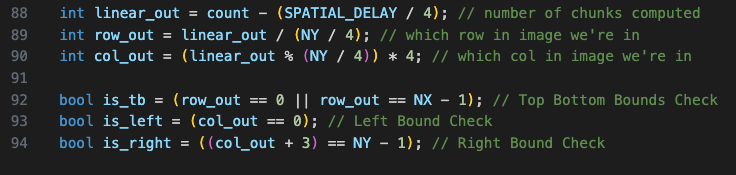 88 int linear_out = count - (SPATIAL_DELAY / 4); // number of chunks computed
89 int row_out = linear_out / (NY / 4); // which row in image we're in
90 int col_out = (linear_out % (NY / 4)) * 4; // which col in image we're in
91
92 bool is_tb = (row_out == 0 || row_out == NX - 1); // Top Bottom Bounds Check
93 bool is_left = (col_out == 0); // Left Bound Check
94 bool is_right = ((col_out + 3) == NY - 1); // Right Bound Check